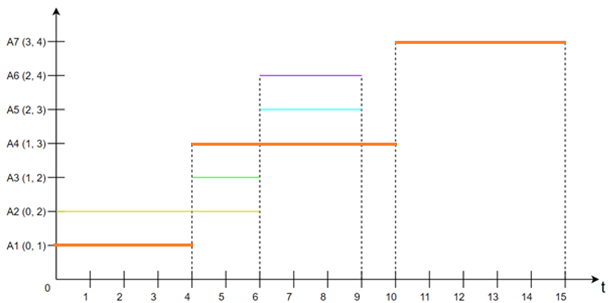 A7 (3, 4)
A6 (2, 4)
A5 (2, 3)
A4 (1, 3)
A3 (1, 2)
A2 (0, 2)
A1 (0, 1)
0 1 2 3 4 5 6 7 8 9 10 11 12 13 14 15 t